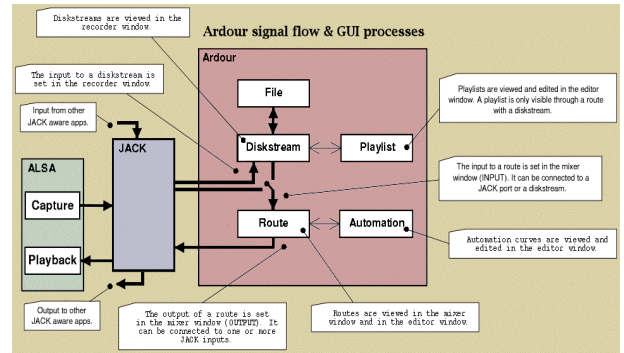 Diskstreams are viewed in the
recorder window.
Ardour signal flow & GUI processes
Ardour
The input to a diskstream is
set in the recorder window.
File
Playlists are viewed and edited in the editor
window. A playlist is only visible through a route
with a diskstream.
Input from other
JACK aware apps.
JACK
Diskstream
Playlist
ALSA
The input to a route is set in the mixer
window (INPUT). It can be connected to a
JACK port or a diskstream.
Capture
Route
Automation
Automation curves are viewed and
edited in the editor window.
Playback
Output to other
JACK aware apps.
The output of a route is set
in the mixer window (OUTPUT). It
can be connected to one or more
JACK inputs.
Routes are viewed in the mixer
window and in the editor window.